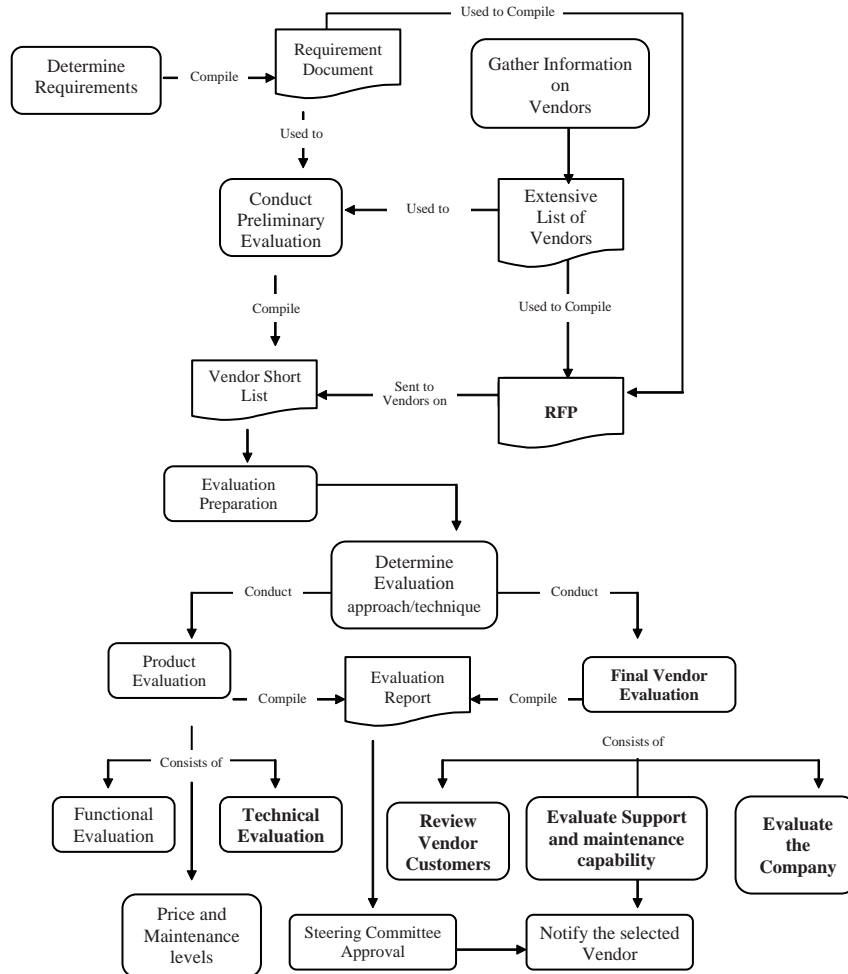 Used to Compile
Requirement
Document
Determine
Requirements
Compile
Gather Information
on
Vendors
Used to
Conduct
Preliminary
Evaluation
Used to
Extensive
List of
Vendors
Compile
Used to Compile
Vendor Short
List
Sent to
Vendors on
RFP
Evaluation
Preparation
Determine
Evaluation
approach/technique
Conduct
Conduct
Product
Evaluation
Evaluation
Report
Final Vendor
Evaluation
Compile
Compile
Consists of
Consists of
Functional
Evaluation
Technical
Evaluation
Review
Vendor
Customers
Evaluate Support
and maintenance
capability
Evaluate
the
Company
Price and
Maintenance
levels
Steering Committee
Approval
Notify the selected
Vendor